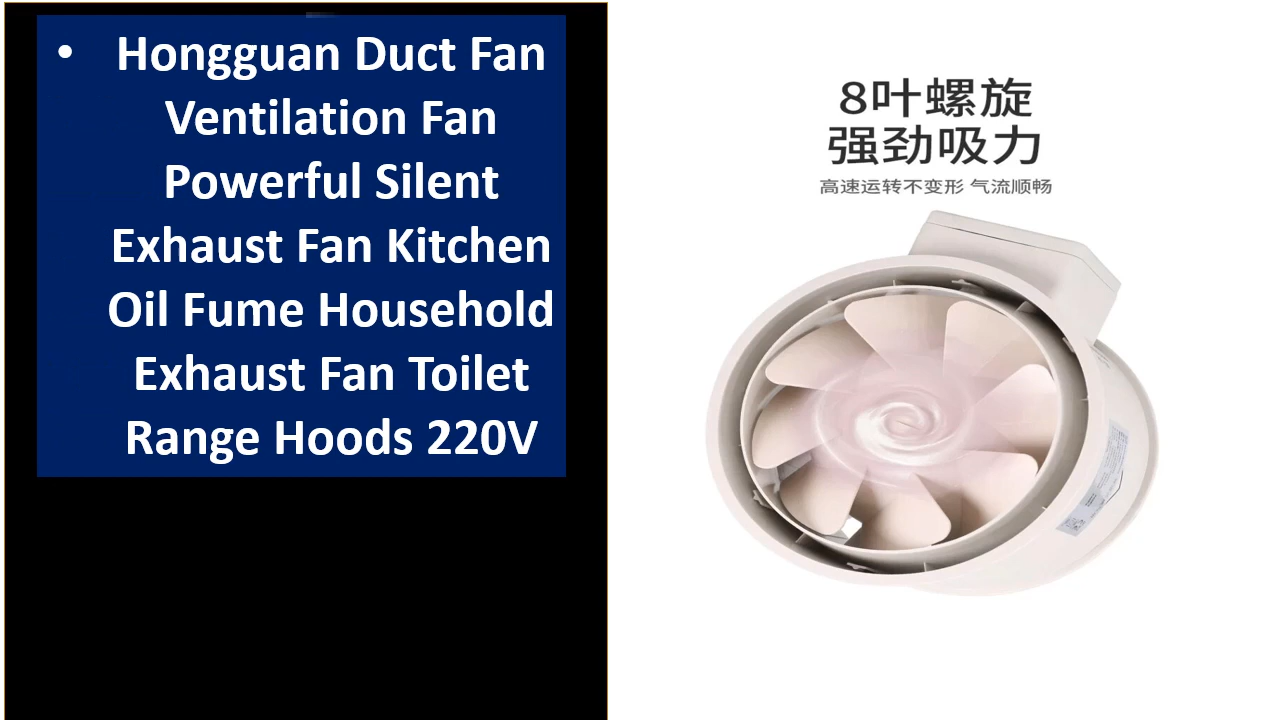 • Hongguan Duct Fan
Ventilation Fan
Powerful Silent
Exhaust Fan Kitchen
Oil Fume Household
Exhaust Fan Toilet
Range Hoods 220V
8叶螺旋
强劲吸力
高速运转不变形 气流顺畅